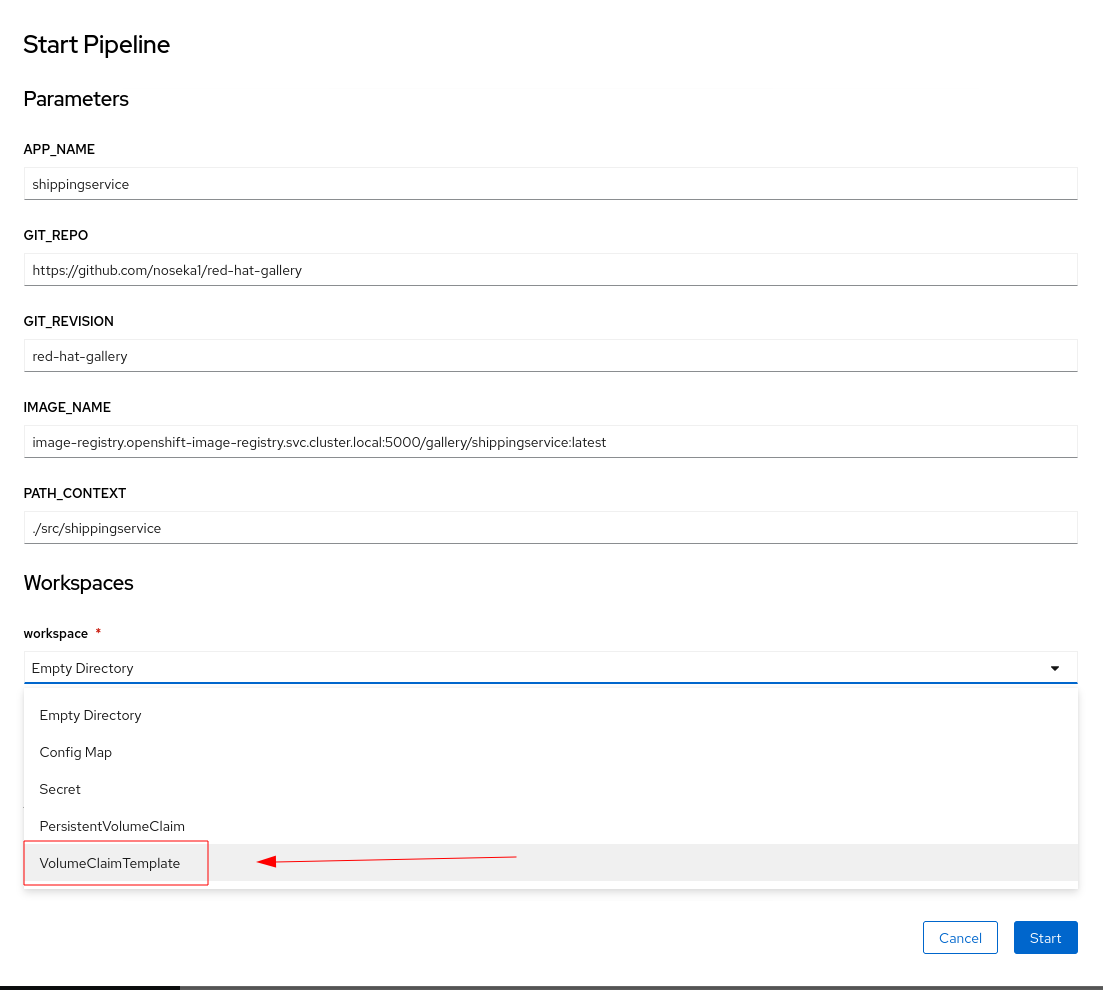 Start Pipeline
Parameters
APP_NAME
shippingservice
GIT_REPO
https://github.com/noseka1/red-hat-gallery
GIT_REVISION
red-hat-gallery
IMAGE_NAME
image-registry.openshift-image-registry.svc.cluster.local:5000/gallery/shippingservice:latest
PATH_CONTEXT
./src/shippingservice
Workspaces
workspace *
Empty Directory
Empty Directory
Config Map
Secret
PersistentVolumeClaim
VolumeClaimTemplate
Cancel Start